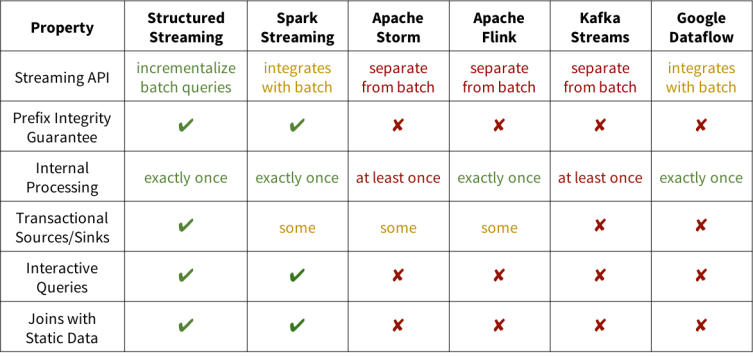 Property
Structured
Streaming
Spark
Streaming
Apache
Storm
Apache
Flink
Kafka
Streams
Google
Dataflow
Streaming API
incrementalize
batch queries
integrates
with batch
separate
from batch
separate
from batch
separate
from batch
integrates
with batch
Prefix Integrity
Guarantee
✔ ✔ ✘ ✘ ✘ ✘
Internal
Processing
exactly once
exactly once
at least once
exactly once
at least once
exactly once
Transactional
Sources/Sinks
✔ some some some ✘ ✘
Interactive
Queries
✔ ✔ ✘ ✘ ✘ ✘
Joins with
Static Data
✔ ✔ ✘ ✘ ✘ ✘